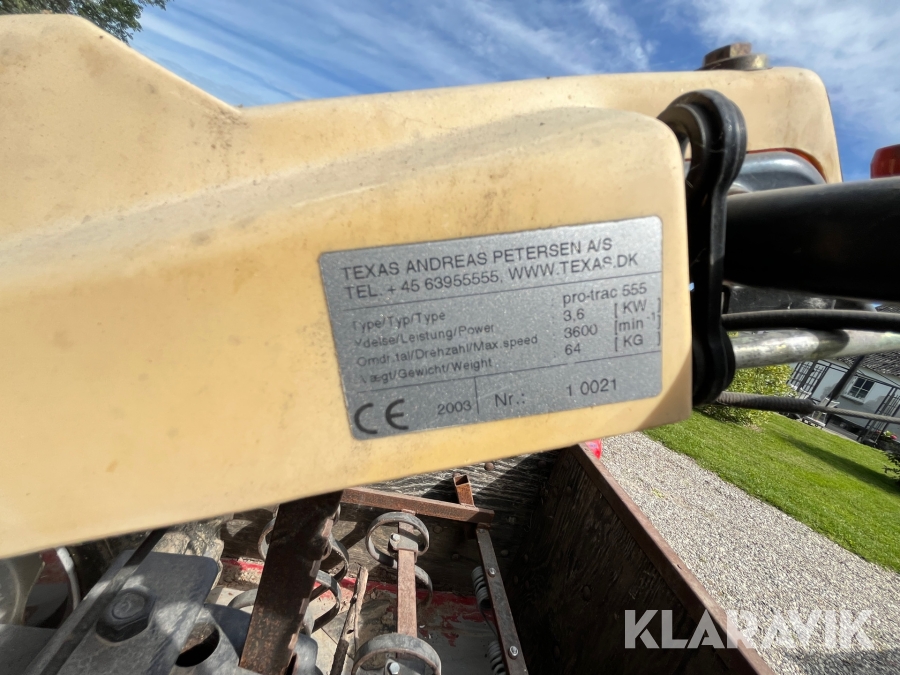 TEXAS ANDREAS PETERSEN A/S
TEL. + 45 63955555, WWW.TEXAS.DK
Type/Typ/Type pro-trac 555
Ydelse/Leistung/Power 3,6 [KW]
Omdr.tal/Drehzahl/Max.speed 3600 [min⁻¹]
Vægt/Gewicht/Weight 64 [KG]
CE 2003 Nr.: 1 0021
KLARAVIK